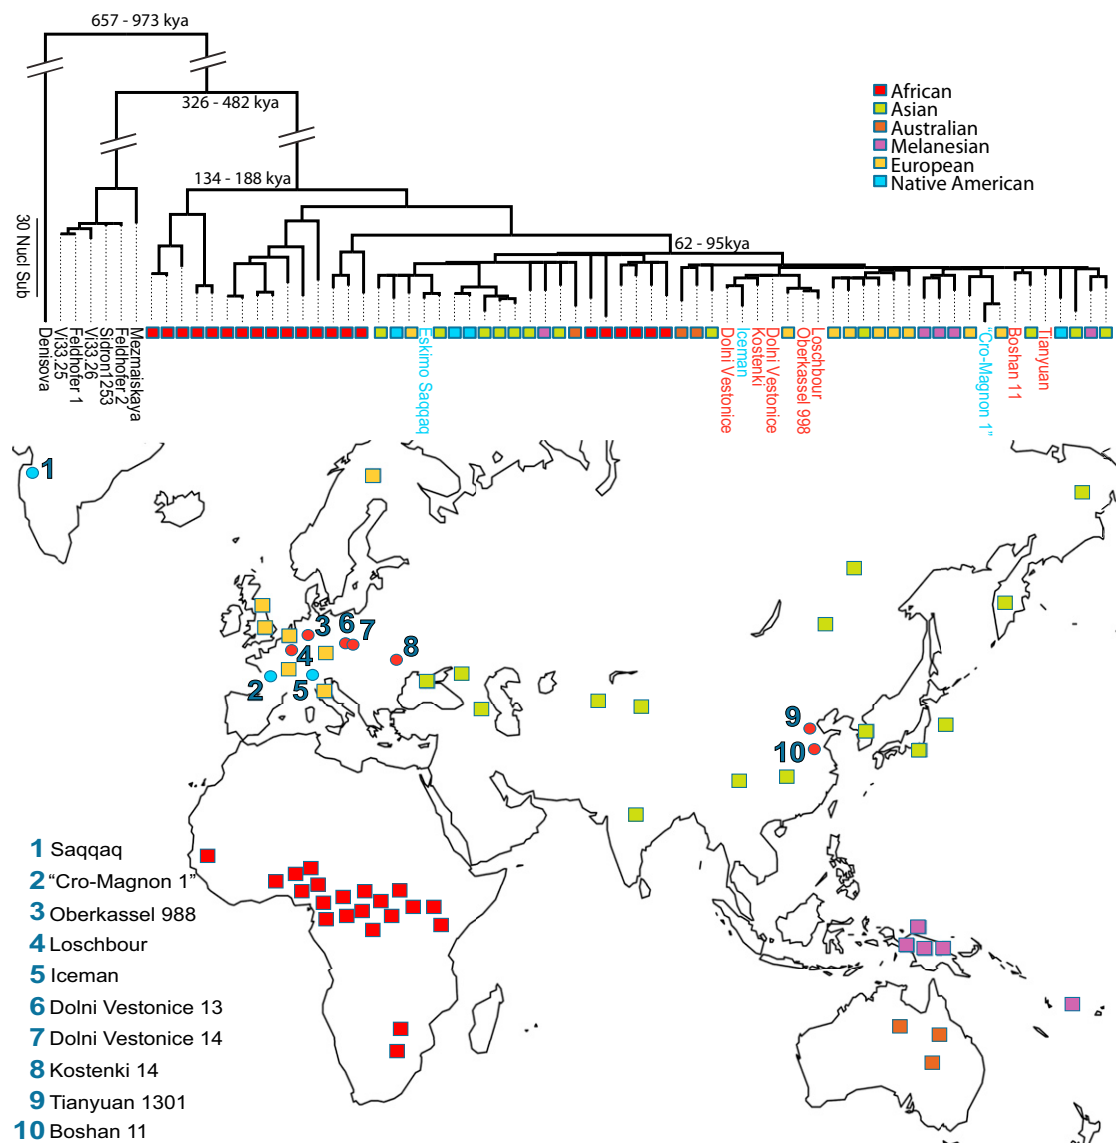 657 - 973 kya
326 - 482 kya
134 - 188 kya
62 - 95kya
African
Asian
Australian
Melanesian
European
Native American
30 Nucl Sub
Denisova
Vi33.25
Feldhofer 1
Vi33.26
Sidron1253
Feldhofer 2
Mezmaiskaya
Eskimo Saqqaq
Dolni Vestonice
Iceman
Kostenki
Dolni Vestonice
Oberkassel 998
Loschbour
"Cro-Magnon 1"
Boshan 11
Tianyuan
1
2
3
4
5
6
7
8
9
10
1 Saqqaq
2 "Cro-Magnon 1"
3 Oberkassel 988
4 Loschbour
5 Iceman
6 Dolni Vestonice 13
7 Dolni Vestonice 14
8 Kostenki 14
9 Tianyuan 1301
10 Boshan 11